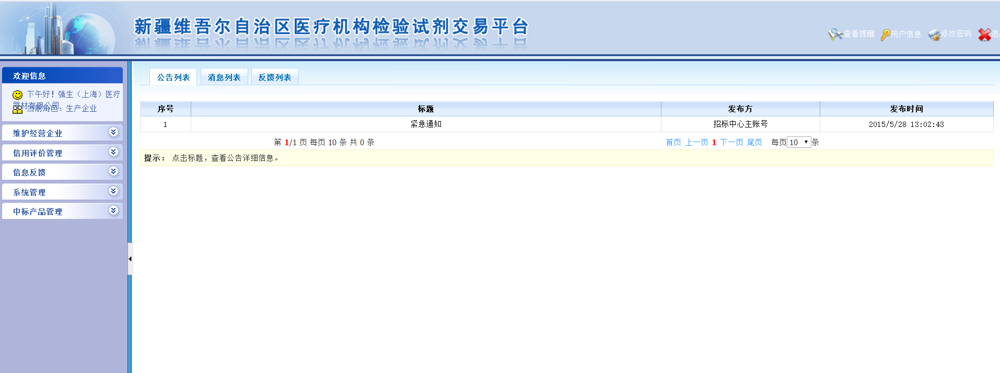 新疆维吾尔自治区医疗机构检验试剂交易平台
查看提醒 用户信息 修改密码
欢迎信息
下午好！强生（上海）医疗
器材有限公司
当前角色：生产企业
维护经营企业
信用评价管理
信息反馈
系统管理
中标产品管理
公告列表 消息列表 反馈列表
序号 标题 发布方 发布时间
1 紧急通知 招标中心主账号 2015/5/28 13:02:43
第 1/1 页 每页 10 条 共 0 条 首页 上一页 1 下一页 尾页 每页 10 条
提示： 点击标题，查看公告详细信息。